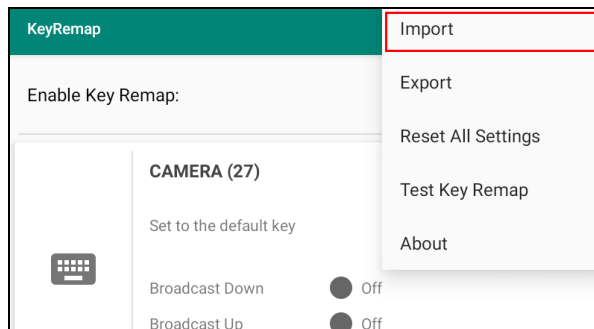 KeyRemap
Import
Enable Key Remap:
Export
Reset All Settings
CAMERA (27)
Test Key Remap
Set to the default key
About
Broadcast Down Off
Broadcast Up Off